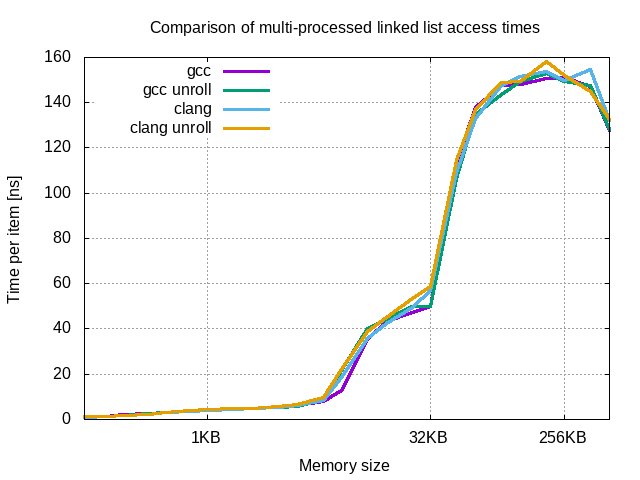 Comparison of multi-processed linked list access times
160
140
120
100
80
60
40
20
0
Time per item [ns]
gcc
gcc unroll
clang
clang unroll
1KB
32KB
256KB
Memory size